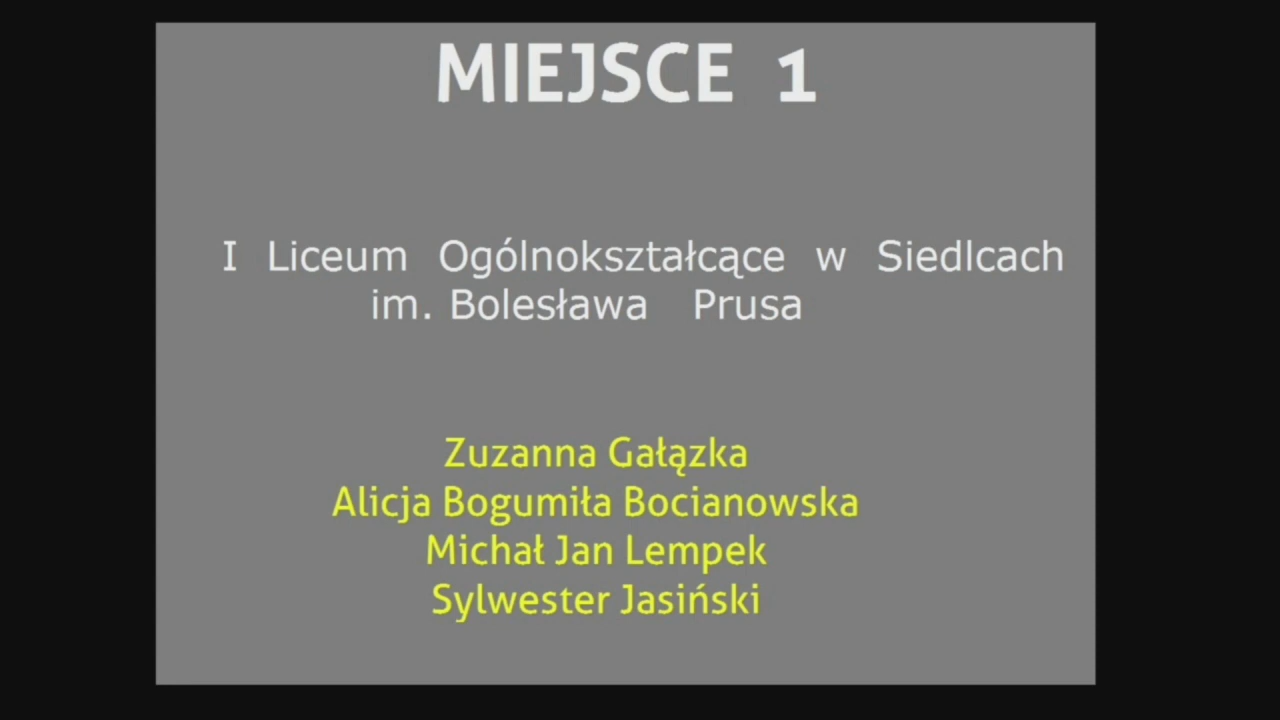 MIEJSCE 1
I Liceum Ogólnokształcące w Siedlcach
im. Bolesława Prusa
Zuzanna Gałązka
Alicja Bogumiła Bocianowska
Michał Jan Lempek
Sylwester Jasiński